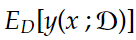 E_D[y(x ; 𝔇)]